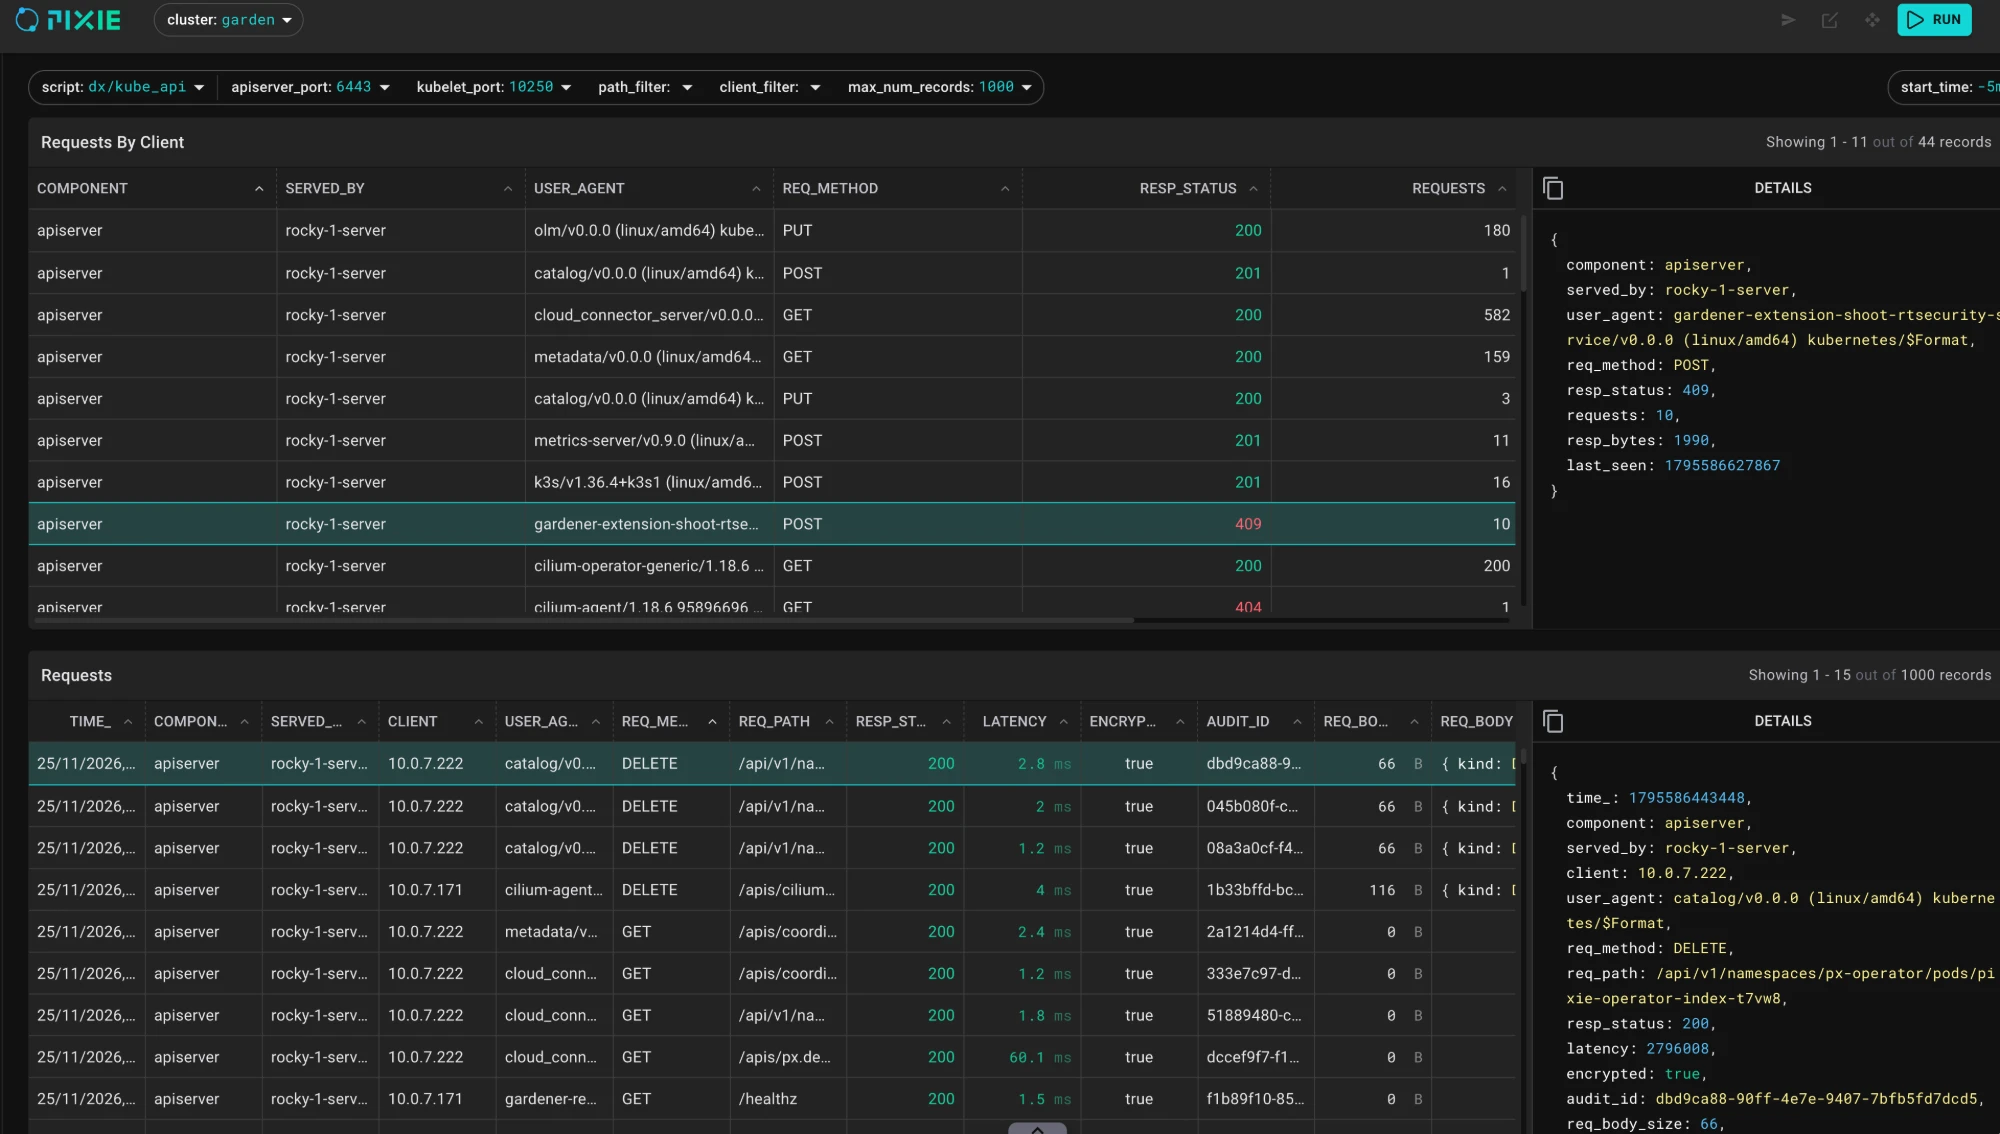 PIXIE
cluster: garden
RUN
script: dx/kube_api
apiserver_port: 6443
kubelet_port: 10250
path_filter:
client_filter:
max_num_records: 1000
start_time: -5m
Requests By Client
Showing 1 - 11 out of 44 records
COMPONENT SERVED_BY USER_AGENT REQ_METHOD RESP_STATUS REQUESTS
apiserver rocky-1-server olm/v0.0.0 (linux/amd64) kube... PUT 200 180
apiserver rocky-1-server catalog/v0.0.0 (linux/amd64) k... POST 201 1
apiserver rocky-1-server cloud_connector_server/v0.0.0... GET 200 582
apiserver rocky-1-server metadata/v0.0.0 (linux/amd64... GET 200 159
apiserver rocky-1-server catalog/v0.0.0 (linux/amd64) k... PUT 200 3
apiserver rocky-1-server metrics-server/v0.9.0 (linux/a... POST 201 11
apiserver rocky-1-server k3s/v1.36.4+k3s1 (linux/amd6... POST 201 16
apiserver rocky-1-server gardener-extension-shoot-rtse... POST 409 10
apiserver rocky-1-server cilium-operator-generic/1.18.6 ... GET 200 200
apiserver rocky-1-server cilium-agent/1.18.6 95896696 ... GET 404 1
DETAILS
{
component: apiserver,
served_by: rocky-1-server,
user_agent: gardener-extension-shoot-rtsecurity-s
rvice/v0.0.0 (linux/amd64) kubernetes/$Format,
req_method: POST,
resp_status: 409,
requests: 10,
resp_bytes: 1990,
last_seen: 1795586627867
}
Requests
Showing 1 - 15 out of 1000 records
TIME_ COMPON... SERVED_... CLIENT USER_AG... REQ_ME... REQ_PATH RESP_ST... LATENCY ENCRYP... AUDIT_ID REQ_BO... REQ_BODY
25/11/2026,... apiserver rocky-1-serv... 10.0.7.222 catalog/v0.... DELETE /api/v1/na... 200 2.8 ms true dbd9ca88-9... 66 B { kind: D
25/11/2026,... apiserver rocky-1-serv... 10.0.7.222 catalog/v0.... DELETE /api/v1/na... 200 2 ms true 045b080f-c... 66 B { kind: D
25/11/2026,... apiserver rocky-1-serv... 10.0.7.222 catalog/v0.... DELETE /api/v1/na... 200 1.2 ms true 08a3a0cf-f4... 66 B { kind: D
25/11/2026,... apiserver rocky-1-serv... 10.0.7.171 cilium-agent... DELETE /apis/cilium... 200 4 ms true 1b33bffd-bc... 116 B { kind: D
25/11/2026,... apiserver rocky-1-serv... 10.0.7.222 metadata/v... GET /apis/coordi... 200 2.4 ms true 2a1214d4-ff... 0 B
25/11/2026,... apiserver rocky-1-serv... 10.0.7.222 cloud_conn... GET /apis/coordi... 200 1.2 ms true 333e7c97-d... 0 B
25/11/2026,... apiserver rocky-1-serv... 10.0.7.222 cloud_conn... GET /api/v1/na... 200 1.8 ms true 51889480-c... 0 B
25/11/2026,... apiserver rocky-1-serv... 10.0.7.222 cloud_conn... GET /apis/px.de... 200 60.1 ms true dccef9f7-f1... 0 B
25/11/2026,... apiserver rocky-1-serv... 10.0.7.171 gardener-re... GET /healthz 200 1.5 ms true f1b89f10-85... 0 B
DETAILS
{
time_: 1795586443448,
component: apiserver,
served_by: rocky-1-server,
client: 10.0.7.222,
user_agent: catalog/v0.0.0 (linux/amd64) kuberne
tes/$Format,
req_method: DELETE,
req_path: /api/v1/namespaces/px-operator/pods/pi
xie-operator-index-t7vw8,
resp_status: 200,
latency: 2796008,
encrypted: true,
audit_id: dbd9ca88-90ff-4e7e-9407-7bfb5fd7dcd5,
req_body_size: 66,